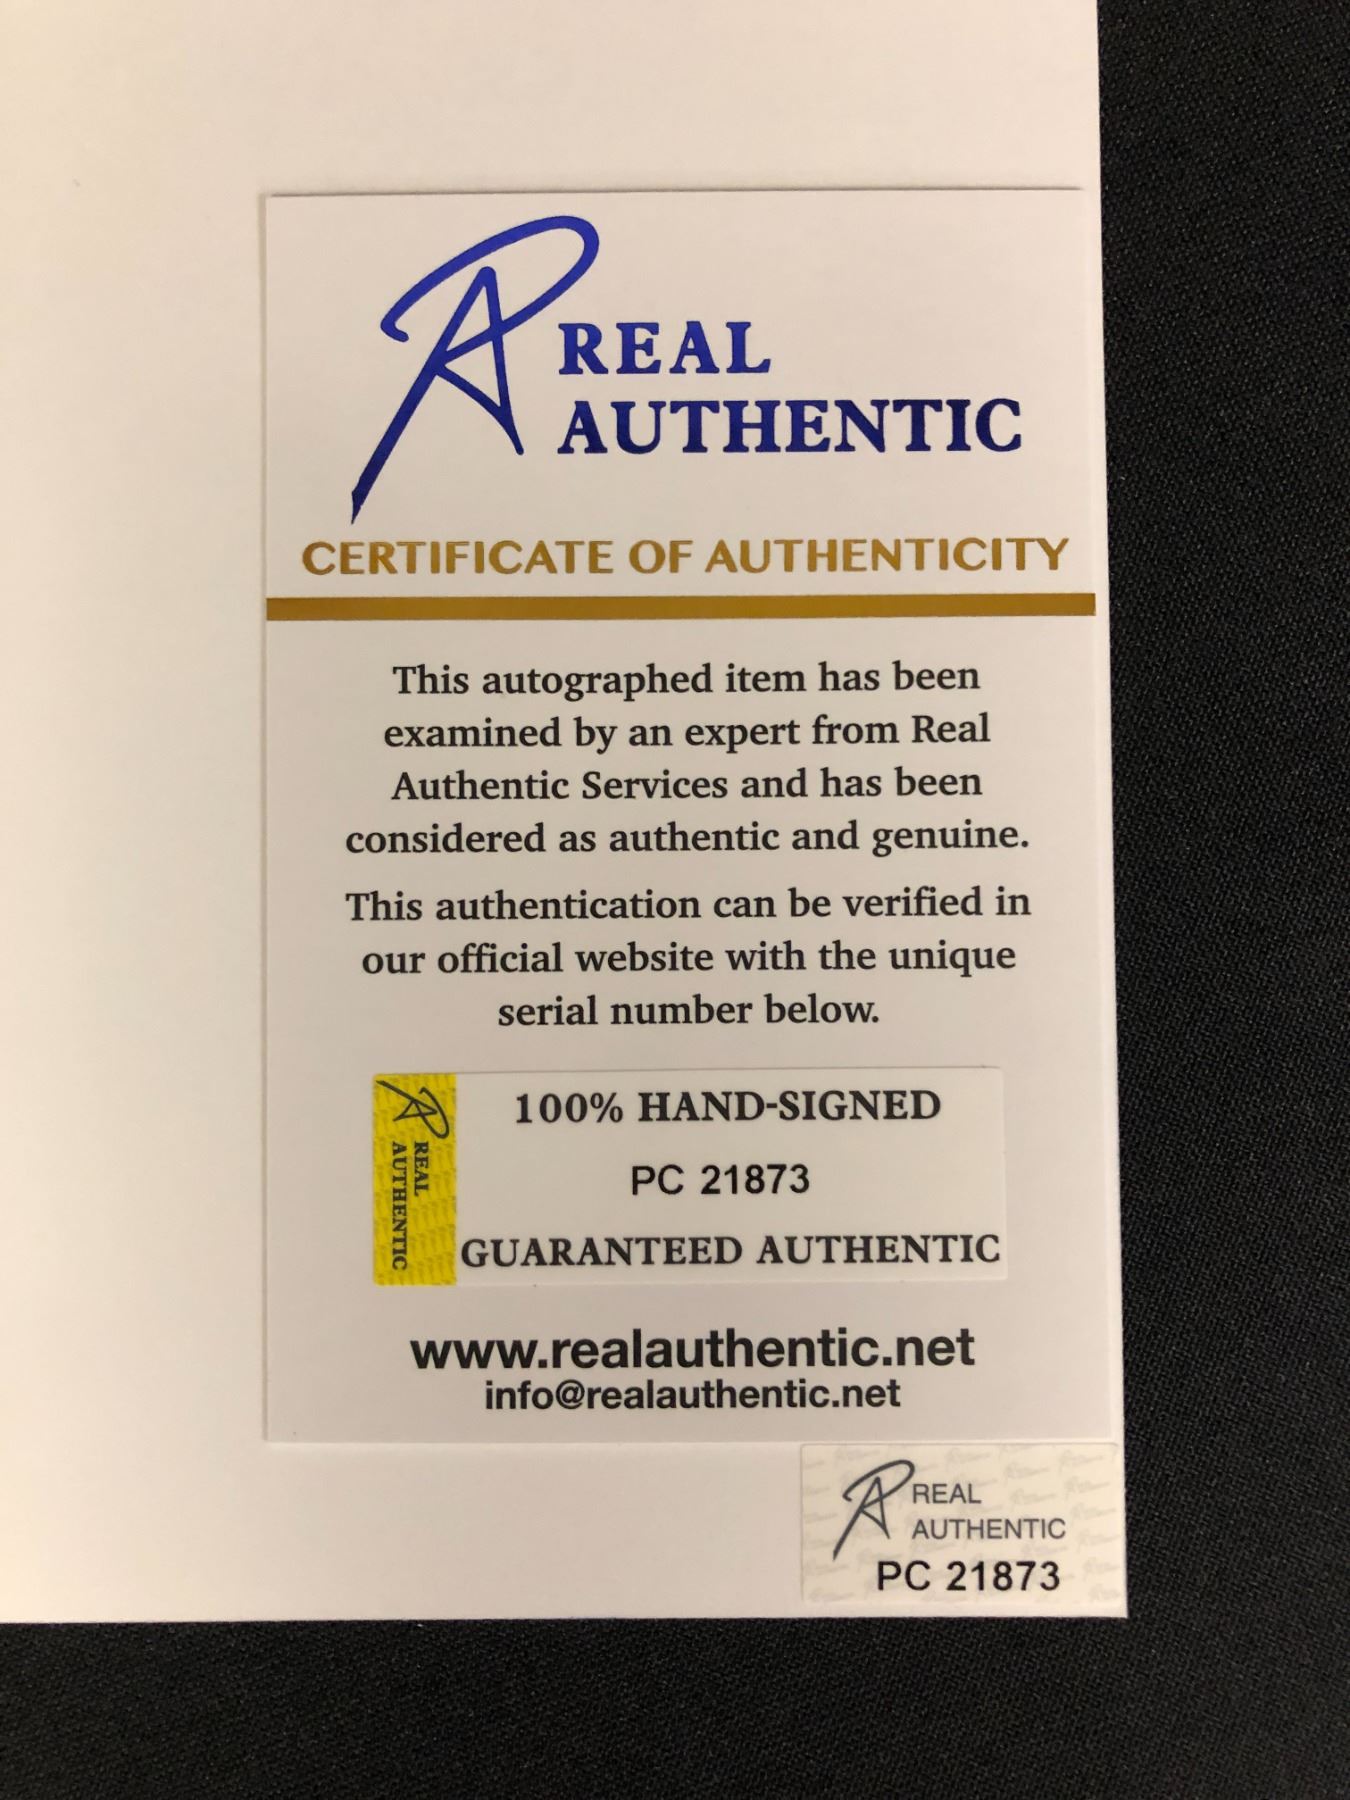 REAL
AUTHENTIC
CERTIFICATE OF AUTHENTICITY
This autographed item has been
examined by an expert from Real
Authentic Services and has been
considered as authentic and genuine.
This authentication can be verified in
our official website with the unique
serial number below.
REAL
AUTHENTIC
100% HAND-SIGNED
PC 21873
GUARANTEED AUTHENTIC
www.realauthentic.net
info@realauthentic.net
REAL
AUTHENTIC
PC 21873